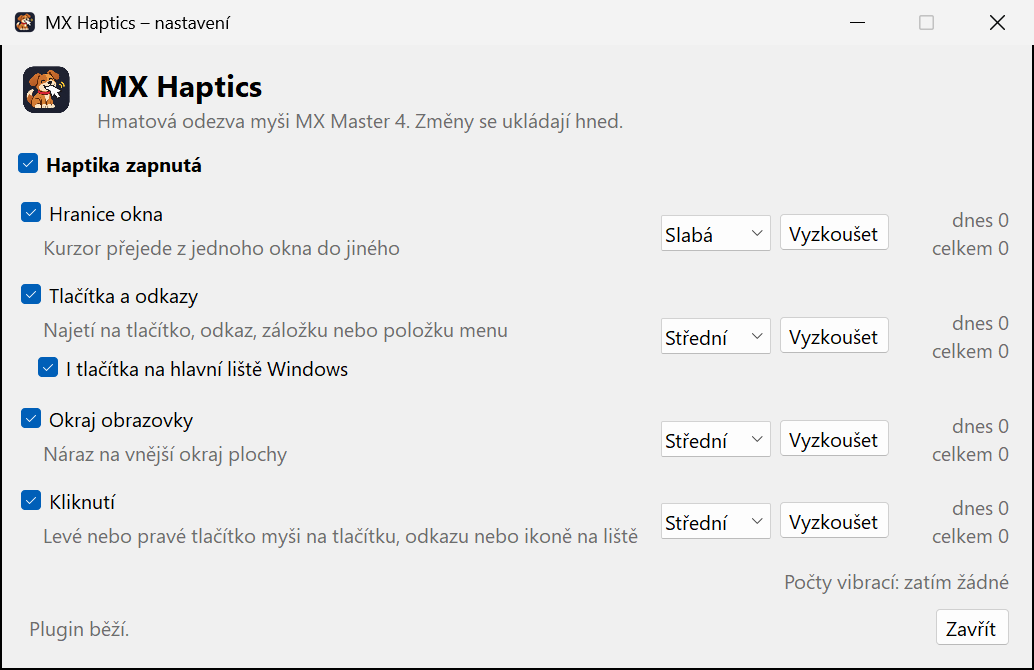 MX Haptics – nastavení
MX Haptics
Hmatová odezva myši MX Master 4. Změny se ukládají hned.
Haptika zapnutá
Hranice okna
Kurzor přejede z jednoho okna do jiného
Slabá
Vyzkoušet
dnes 0
celkem 0
Tlačítka a odkazy
Najetí na tlačítko, odkaz, záložku nebo položku menu
I tlačítka na hlavní liště Windows
Střední
Vyzkoušet
dnes 0
celkem 0
Okraj obrazovky
Náraz na vnější okraj plochy
Střední
Vyzkoušet
dnes 0
celkem 0
Kliknutí
Levé nebo pravé tlačítko myši na tlačítku, odkazu nebo ikoně na liště
Střední
Vyzkoušet
dnes 0
celkem 0
Počty vibrací: zatím žádné
Plugin běží.
Zavřít